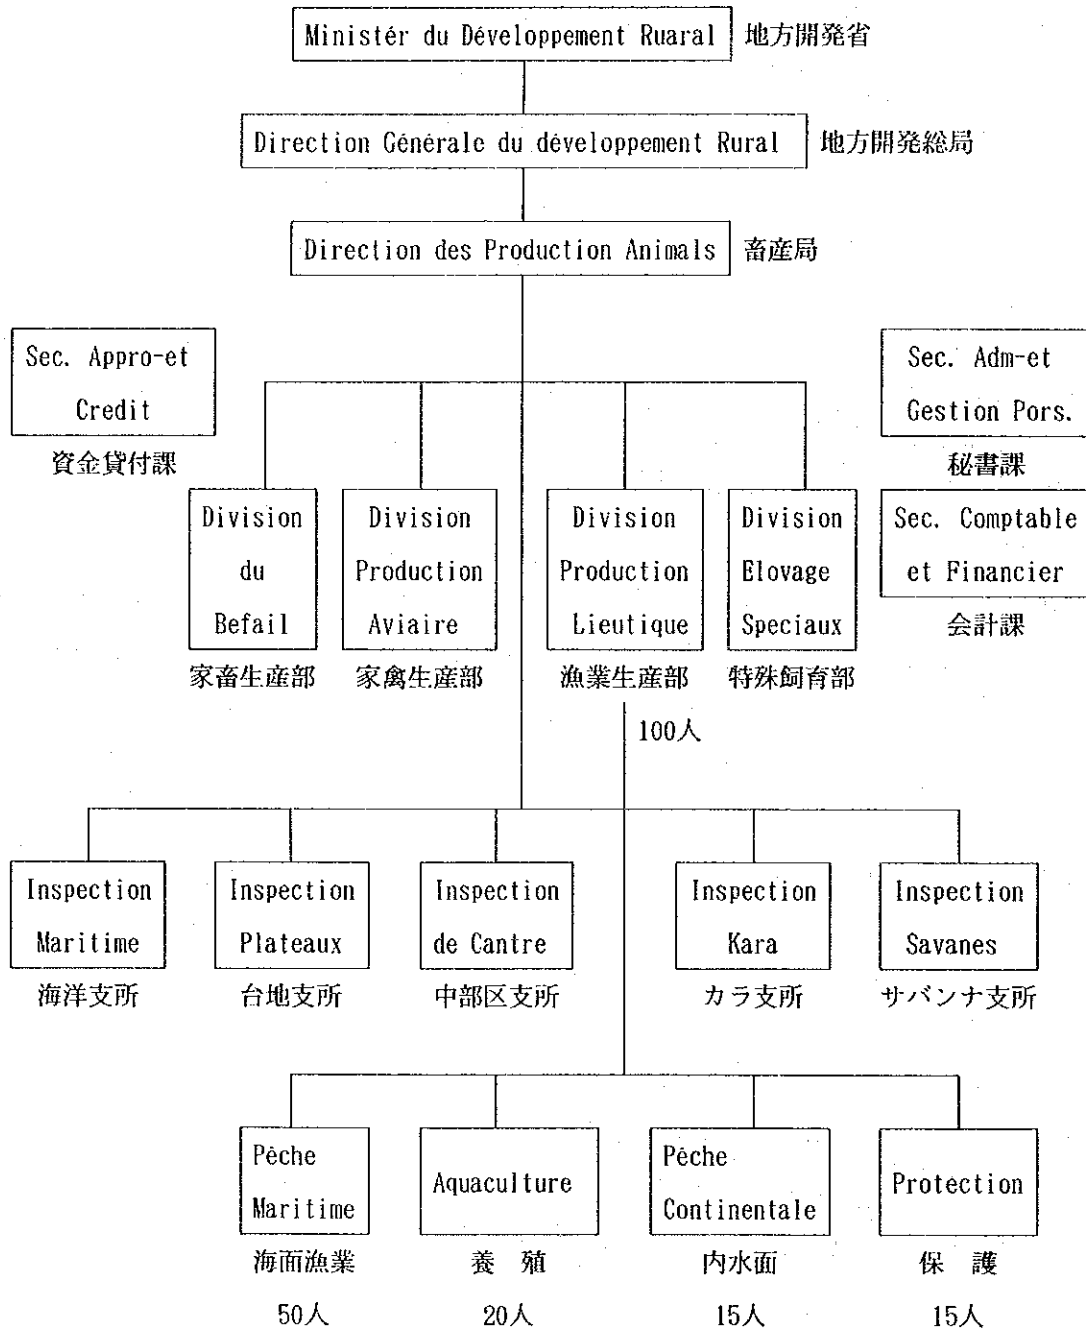 Ministér du Développement Ruaral 地方開発省
Direction Générale du développement Rural 地方開発総局
Direction des Production Animals 畜産局
Sec. Appro-et
Credit
資金貸付課
Sec. Adm-et
Gestion Pors.
秘書課
Division
du
Befail
家畜生産部
Division
Production
Aviaire
家禽生産部
Division
Production
Lieutique
漁業生産部
100人
Division
Elovage
Speciaux
特殊飼育部
Sec. Comptable
et Financier
会計課
Inspection
Maritime
海洋支所
Inspection
Plateaux
台地支所
Inspection
de Cantre
中部区支所
Inspection
Kara
カラ支所
Inspection
Savanes
サバンナ支所
Pêche
Maritime
海面漁業
50人
Aquaculture
養 殖
20人
Pêche
Continentale
内水面
15人
Protection
保 護
15人